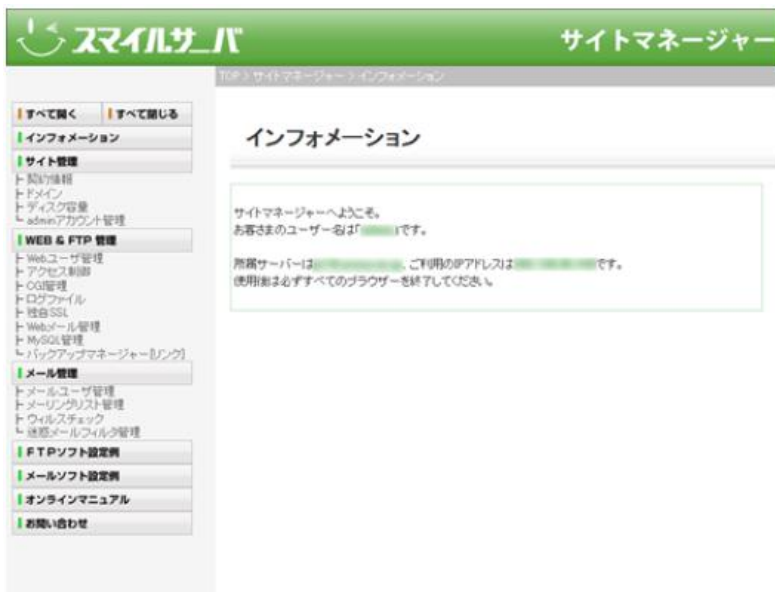 スマイルサーバ
サイトマネージャー
TOP > サイトマネージャー > インフォメーション
すべて開く すべて閉じる
インフォメーション
サイト管理
契約情報
ドメイン
ディスク容量
adminアカウント管理
WEB & FTP 管理
Webユーザ管理
アクセス制御
CGI管理
ログファイル
独自SSL
Webメール管理
MySQL管理
バックアップマネージャー[リンク]
メール管理
メールユーザ管理
メーリングリスト管理
ウィルスチェック
迷惑メールフィルタ管理
FTPソフト設定例
メールソフト設定例
オンラインマニュアル
お問い合わせ
インフォメーション
サイトマネージャーへようこそ。
お客さまのユーザー名は「 」です。
所属サーバーは 、ご利用のIPアドレスは です。
使用後は必ずすべてのブラウザーを終了してください。